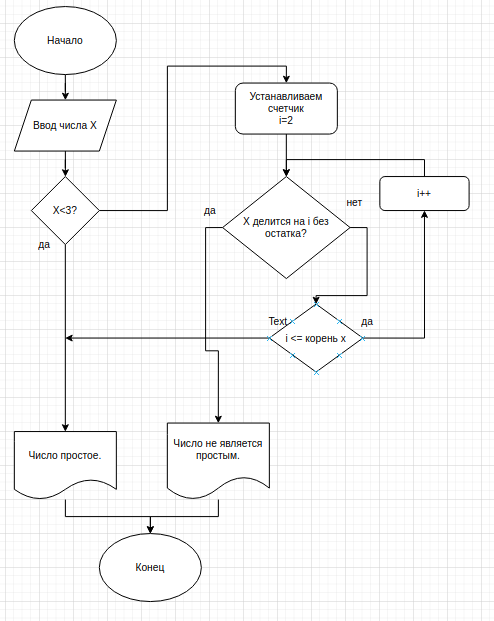 Начало
Ввод числа X
X<3?
да
Устанавливаем
счетчик
i=2
i++
да
X делится на i без
остатка?
нет
Text
i <= корень x
да
Число простое.
Число не является
простым.
Конец